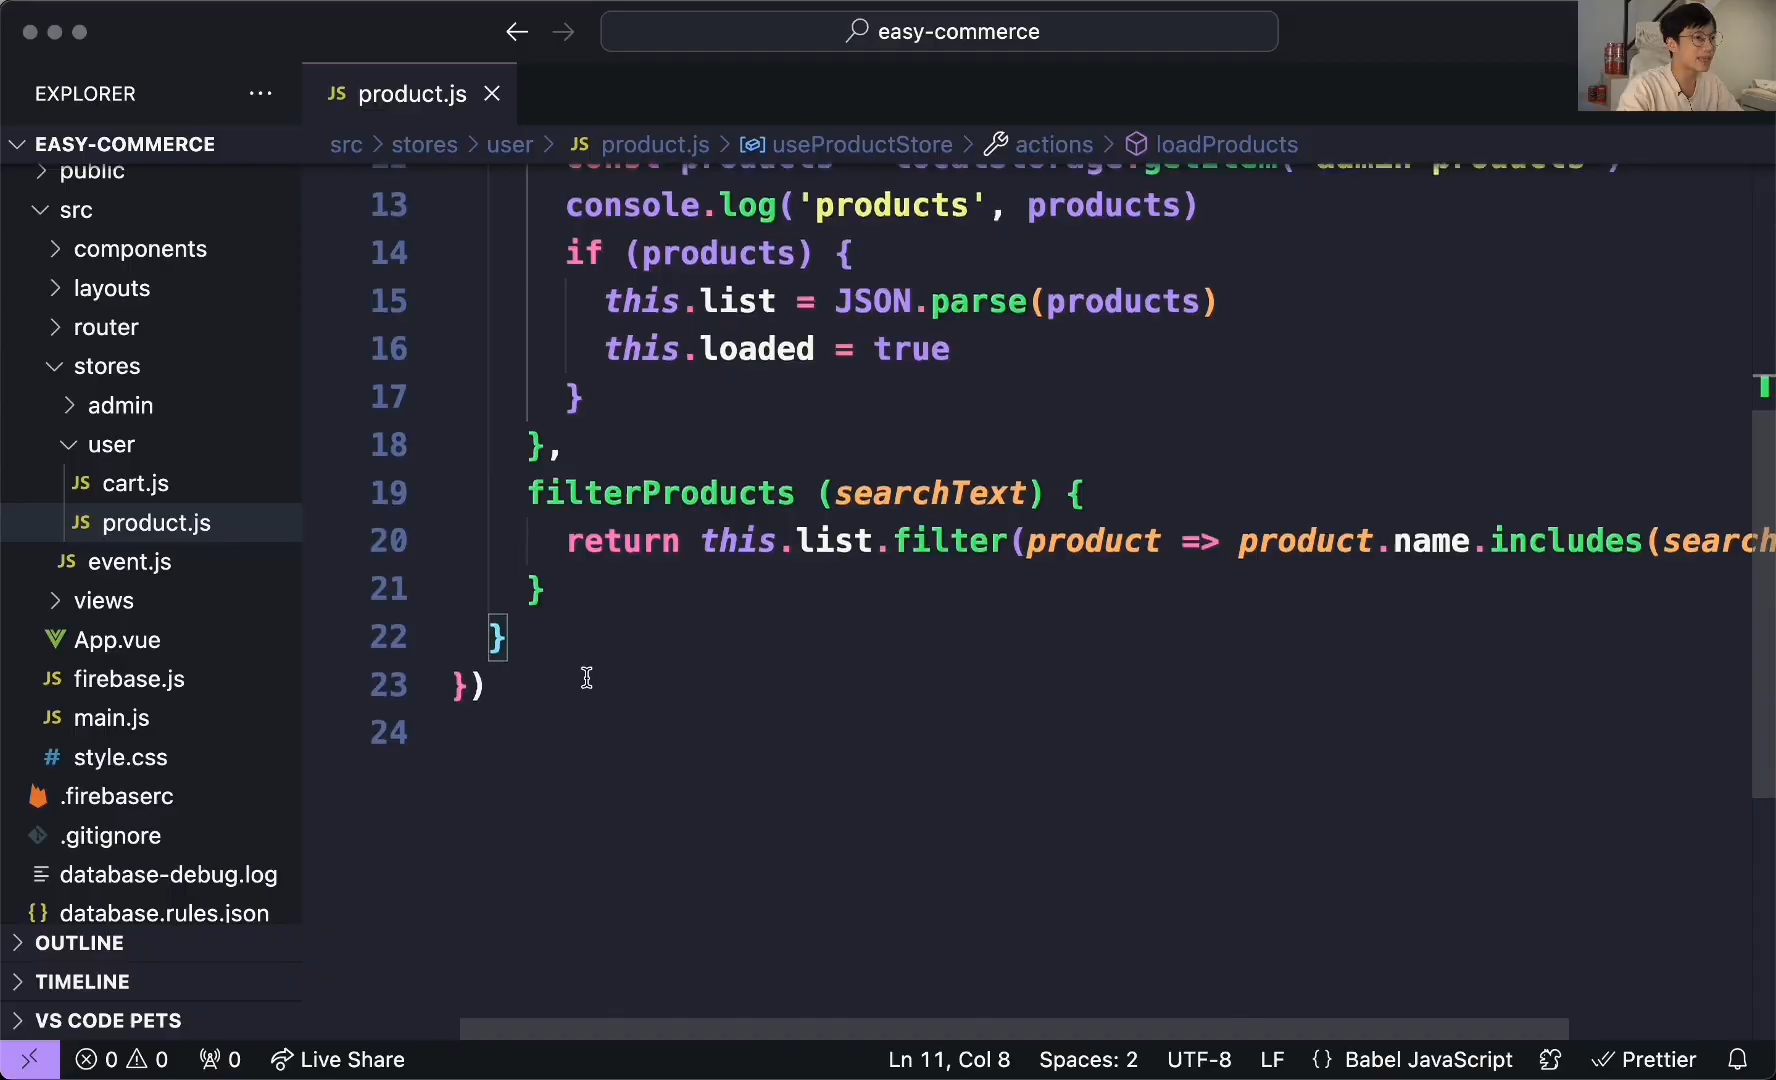 easy-commerce
EXPLORER
product.js
EASY-COMMERCE
src > stores > user > JS product.js > useProductStore > actions > loadProducts
public
src
components
layouts
router
stores
admin
user
JS cart.js
JS product.js
JS event.js
views
App.vue
JS firebase.js
JS main.js
# style.css
.firebaserc
.gitignore
database-debug.log
{} database.rules.json
OUTLINE
TIMELINE
VS CODE PETS
13 console.log('products', products)
14 if (products) {
15 this.list = JSON.parse(products)
16 this.loaded = true
17 }
18 },
19 filterProducts (searchText) {
20 return this.list.filter(product => product.name.includes(search
21 }
22 }
23 })
24
0 0 0 Live Share
Ln 11, Col 8 Spaces: 2 UTF-8 LF {} Babel JavaScript Prettier